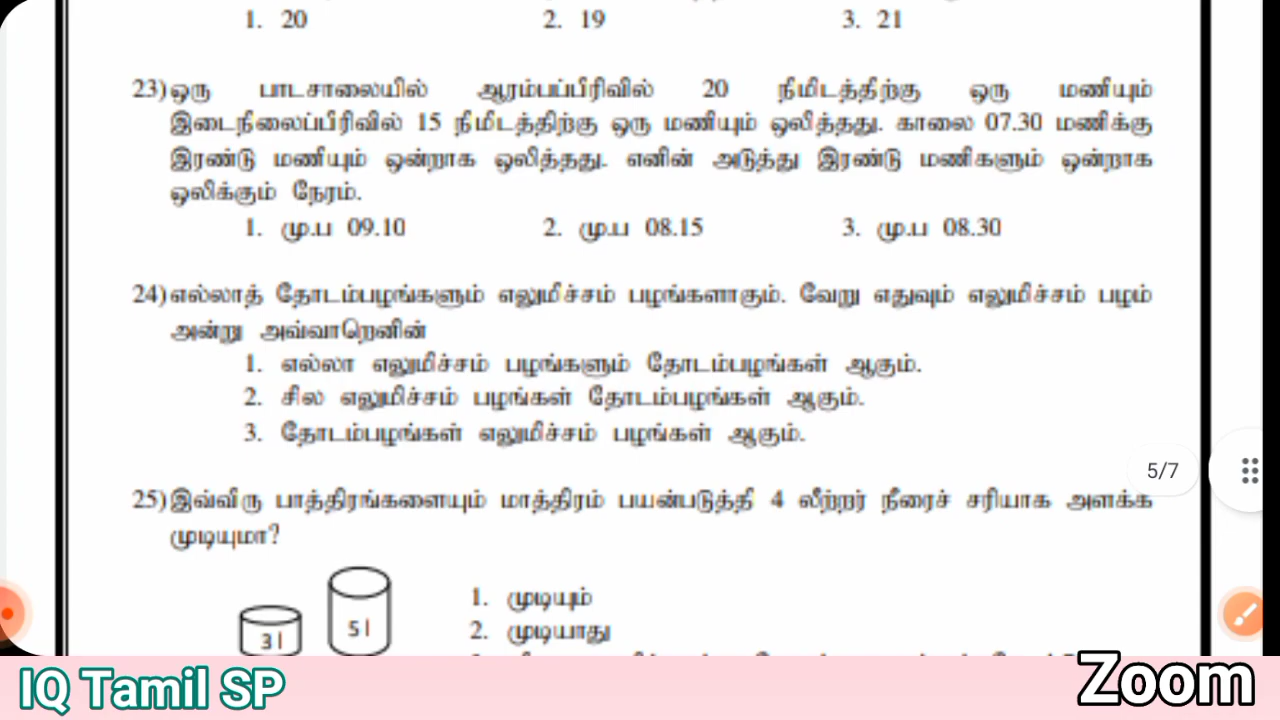 1. 20 2. 19 3. 21
23) ஒரு பாடசாலையில் ஆரம்பப்பிரிவில் 20 நிமிடத்திற்கு ஒரு மணியும்
இடைநிலைப்பிரிவில் 15 நிமிடத்திற்கு ஒரு மணியும் ஒலித்தது. காலை 07.30 மணிக்கு
இரண்டு மணியும் ஒன்றாக ஒலித்தது. எனின் அடுத்து இரண்டு மணிகளும் ஒன்றாக
ஒலிக்கும் நேரம்.
1. மு.ப 09.10 2. மு.ப 08.15 3. மு.ப 08.30
24) எல்லாத் தோடம்பழங்களும் எலுமிச்சம் பழங்களாகும். வேறு எதுவும் எலுமிச்சம் பழம்
அன்று அவ்வாறெனின்
1. எல்லா எலுமிச்சம் பழங்களும் தோடம்பழங்கள் ஆகும்.
2. சில எலுமிச்சம் பழங்கள் தோடம்பழங்கள் ஆகும்.
3. தோடம்பழங்கள் எலுமிச்சம் பழங்கள் ஆகும்.
5/7
25) இவ்விரு பாத்திரங்களையும் மாத்திரம் பயன்படுத்தி 4 லீற்றர் நீரைச் சரியாக அளக்க
முடியுமா?
1. முடியும்
3 l 5 l 2. முடியாது
IQ Tamil SP Zoom